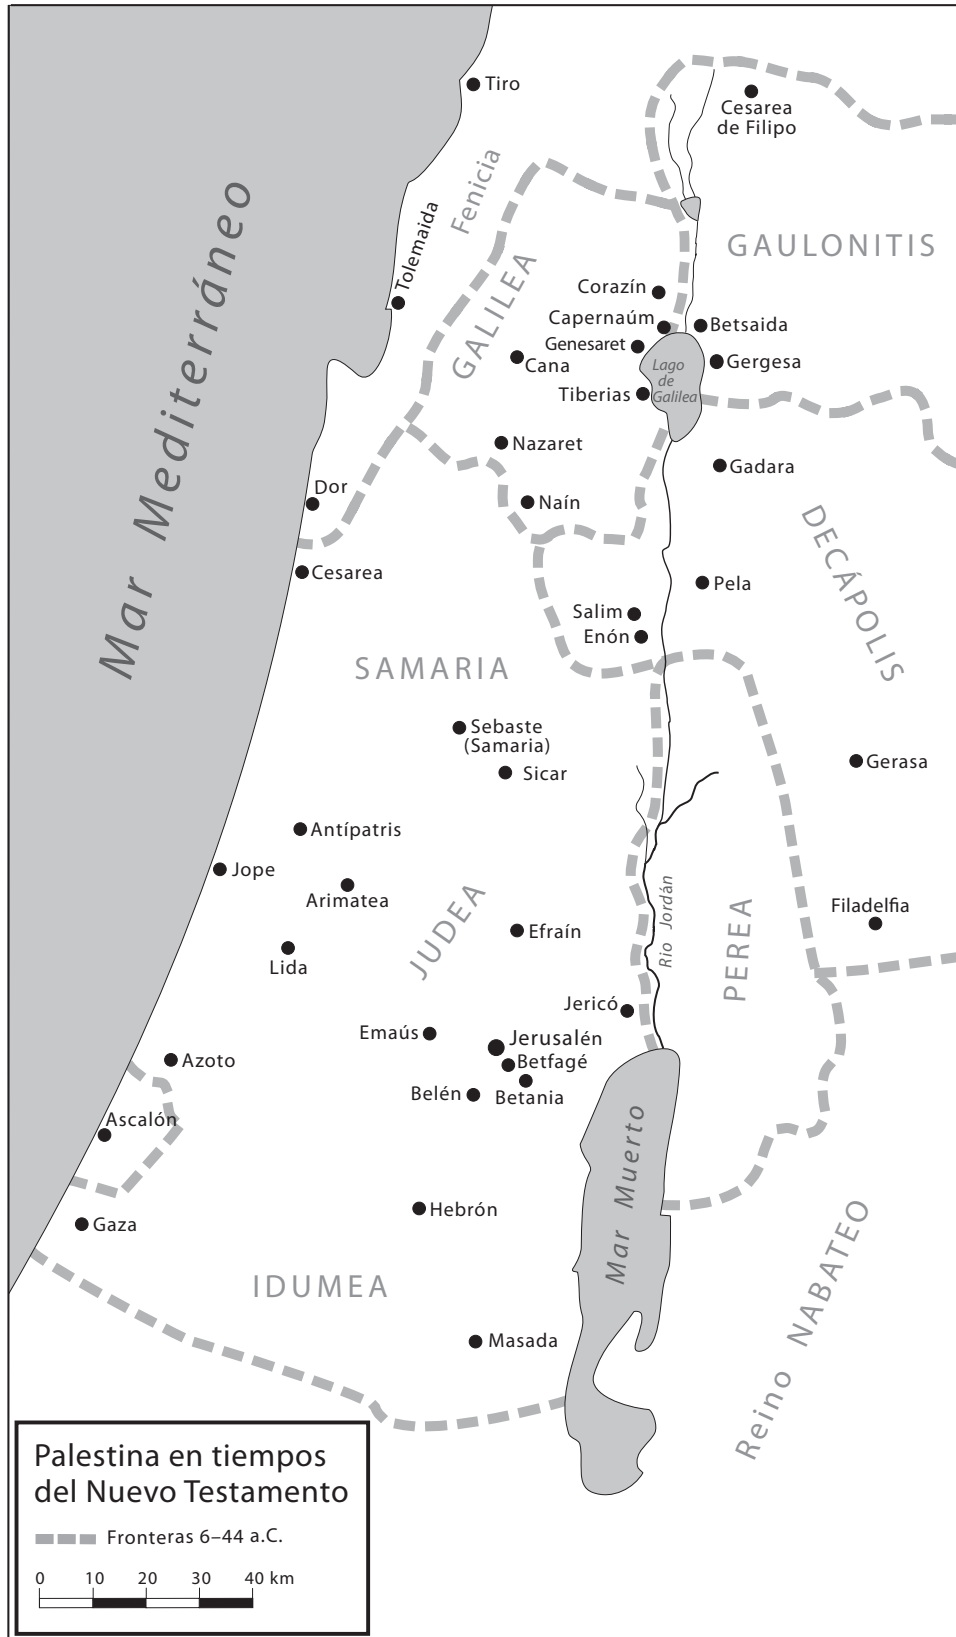 Tiro
Cesarea
de Filipo
Fenicia
Tolemaida
Mar Mediterráneo
GAULONITIS
GALILEA
Corazín
Capernaúm
Betsaida
Genesaret
Cana
Gergesa
Lago
de
Galilea
Tiberias
Nazaret
Gadara
Dor
Naín
DECÁPOLIS
Cesarea
Pela
Salim
Enón
SAMARIA
Sebaste
(Samaria)
Sicar
Gerasa
Antípatris
Jope
Arimatea
JUDEA
Rio Jordán
PEREA
Filadelfia
Efraín
Lida
Jericó
Emaús
Jerusalén
Azoto
Betfagé
Belén
Betania
Ascalón
Mar Muerto
Hebrón
Gaza
Reino NABATEO
IDUMEA
Masada
Palestina en tiempos
del Nuevo Testamento
Fronteras 6–44 a.C.
0 10 20 30 40 km